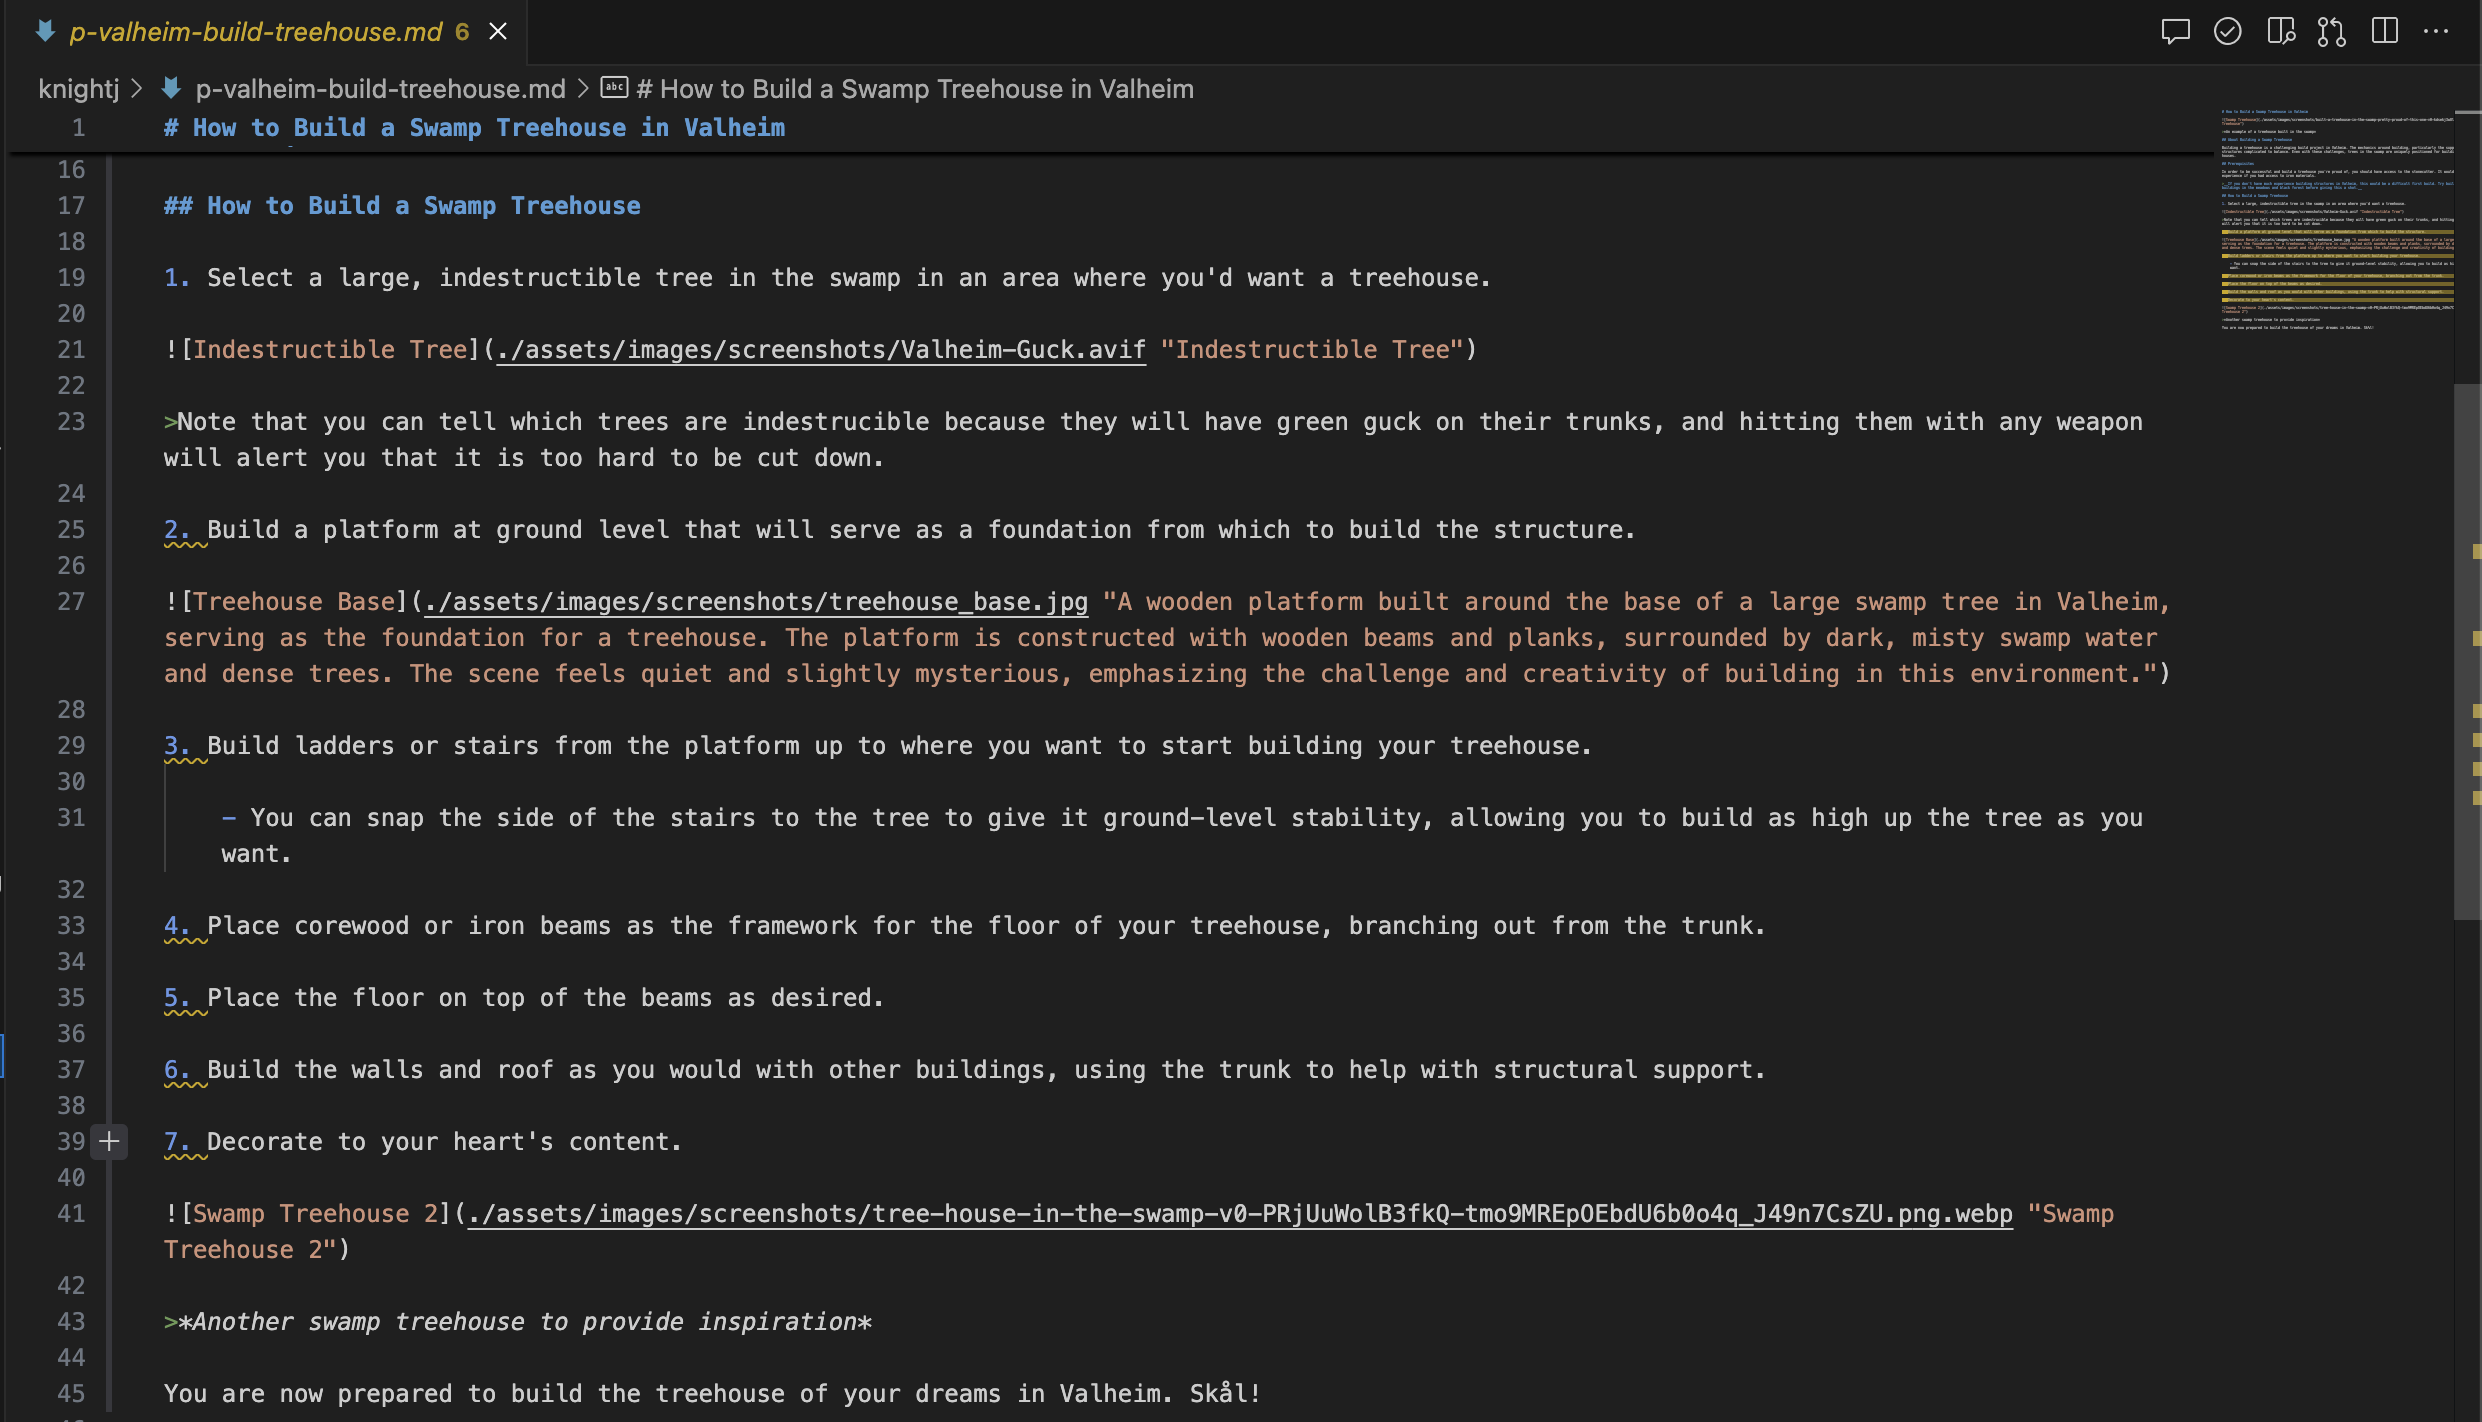 p-valheim-build-treehouse.md 6
knightj > p-valheim-build-treehouse.md > abc # How to Build a Swamp Treehouse in Valheim
1 # How to Build a Swamp Treehouse in Valheim
16
17 ## How to Build a Swamp Treehouse
18
19 1. Select a large, indestructible tree in the swamp in an area where you'd want a treehouse.
20
21 ![Indestructible Tree](./assets/images/screenshots/Valheim-Guck.avif "Indestructible Tree")
22
23 >Note that you can tell which trees are indestrucible because they will have green guck on their trunks, and hitting them with any weapon
will alert you that it is too hard to be cut down.
24
25 2. Build a platform at ground level that will serve as a foundation from which to build the structure.
26
27 ![Treehouse Base](./assets/images/screenshots/treehouse_base.jpg "A wooden platform built around the base of a large swamp tree in Valheim,
serving as the foundation for a treehouse. The platform is constructed with wooden beams and planks, surrounded by dark, misty swamp water
and dense trees. The scene feels quiet and slightly mysterious, emphasizing the challenge and creativity of building in this environment.")
28
29 3. Build ladders or stairs from the platform up to where you want to start building your treehouse.
30
31 - You can snap the side of the stairs to the tree to give it ground-level stability, allowing you to build as high up the tree as you
want.
32
33 4. Place corewood or iron beams as the framework for the floor of your treehouse, branching out from the trunk.
34
35 5. Place the floor on top of the beams as desired.
36
37 6. Build the walls and roof as you would with other buildings, using the trunk to help with structural support.
38
39 7. Decorate to your heart's content.
40
41 ![Swamp Treehouse 2](./assets/images/screenshots/tree-house-in-the-swamp-v0-PRjUuWolB3fkQ-tmo9MREpOEbdU6b0o4q_J49n7CsZU.png.webp "Swamp
Treehouse 2")
42
43 >*Another swamp treehouse to provide inspiration*
44
45 You are now prepared to build the treehouse of your dreams in Valheim. Skål!